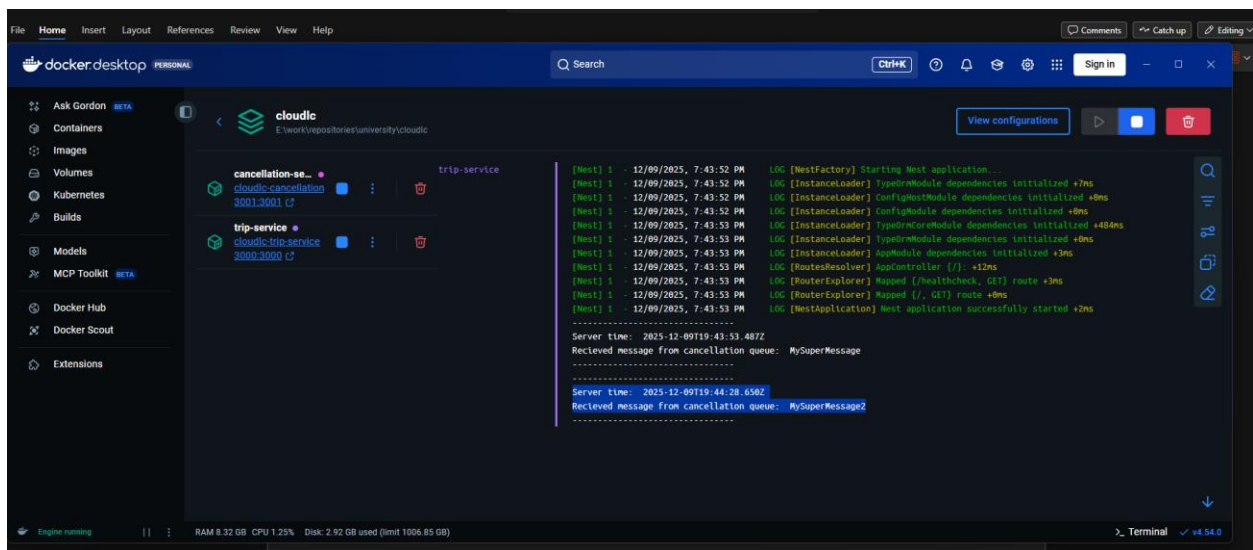 File Home Insert Layout References Review View Help Comments Catch up Editing
docker desktop PERSONAL Search Ctrl+K Sign in
Ask Gordon BETA
Containers
Images
Volumes
Kubernetes
Builds
Models
MCP Toolkit BETA
Docker Hub
Docker Scout
Extensions
cloudlc
E:\work\repositories\university\cloudlc
View configurations
cancellation-se...
cloudlc-cancellation
3001:3001
trip-service
cloudlc-trip-service
3000:3000
trip-service
[Nest] 1 - 12/09/2025, 7:43:52 PM LOG [NestFactory] Starting Nest application...
[Nest] 1 - 12/09/2025, 7:43:52 PM LOG [InstanceLoader] TypeOrmModule dependencies initialized +7ms
[Nest] 1 - 12/09/2025, 7:43:52 PM LOG [InstanceLoader] ConfigHostModule dependencies initialized +0ms
[Nest] 1 - 12/09/2025, 7:43:52 PM LOG [InstanceLoader] ConfigModule dependencies initialized +0ms
[Nest] 1 - 12/09/2025, 7:43:53 PM LOG [InstanceLoader] TypeOrmCoreModule dependencies initialized +484ms
[Nest] 1 - 12/09/2025, 7:43:53 PM LOG [InstanceLoader] TypeOrmModule dependencies initialized +0ms
[Nest] 1 - 12/09/2025, 7:43:53 PM LOG [InstanceLoader] AppModule dependencies initialized +3ms
[Nest] 1 - 12/09/2025, 7:43:53 PM LOG [RoutesResolver] AppController {/}: +12ms
[Nest] 1 - 12/09/2025, 7:43:53 PM LOG [RouterExplorer] Mapped {/healthcheck, GET} route +3ms
[Nest] 1 - 12/09/2025, 7:43:53 PM LOG [RouterExplorer] Mapped {/, GET} route +0ms
[Nest] 1 - 12/09/2025, 7:43:53 PM LOG [NestApplication] Nest application successfully started +2ms
--------------------------------
Server time: 2025-12-09T19:43:53.487Z
Recieved message from cancellation queue: MySuperMessage
--------------------------------
--------------------------------
Server time: 2025-12-09T19:44:28.650Z
Recieved message from cancellation queue: MySuperMessage2
--------------------------------
Engine running RAM 8.32 GB CPU 1.25% Disk: 2.92 GB used (limit 1006.85 GB) >_ Terminal v4.54.0